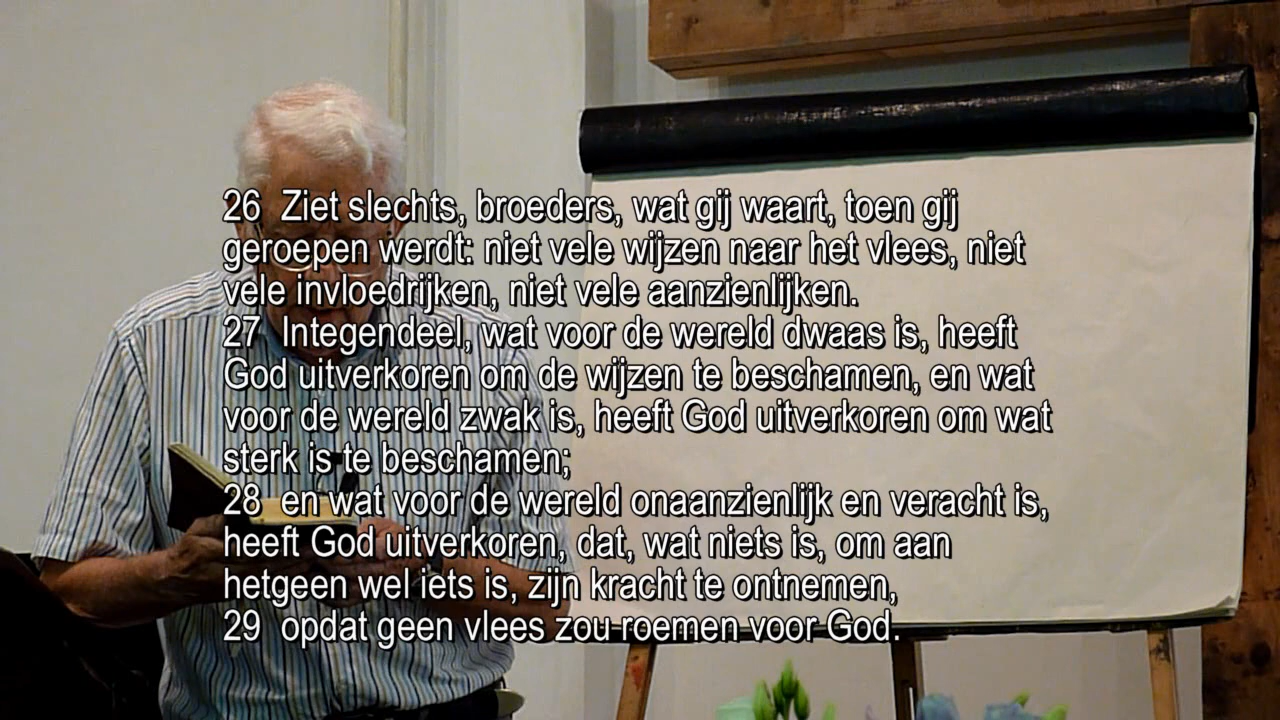 26 Ziet slechts, broeders, wat gij waart, toen gij
geroepen werdt: niet vele wijzen naar het vlees, niet
vele invloedrijken, niet vele aanzienlijken.
27 Integendeel, wat voor de wereld dwaas is, heeft
God uitverkoren om de wijzen te beschamen, en wat
voor de wereld zwak is, heeft God uitverkoren om wat
sterk is te beschamen;
28 en wat voor de wereld onaanzienlijk en veracht is,
heeft God uitverkoren, dat, wat niets is, om aan
hetgeen wel iets is, zijn kracht te ontnemen,
29 opdat geen vlees zou roemen voor God.